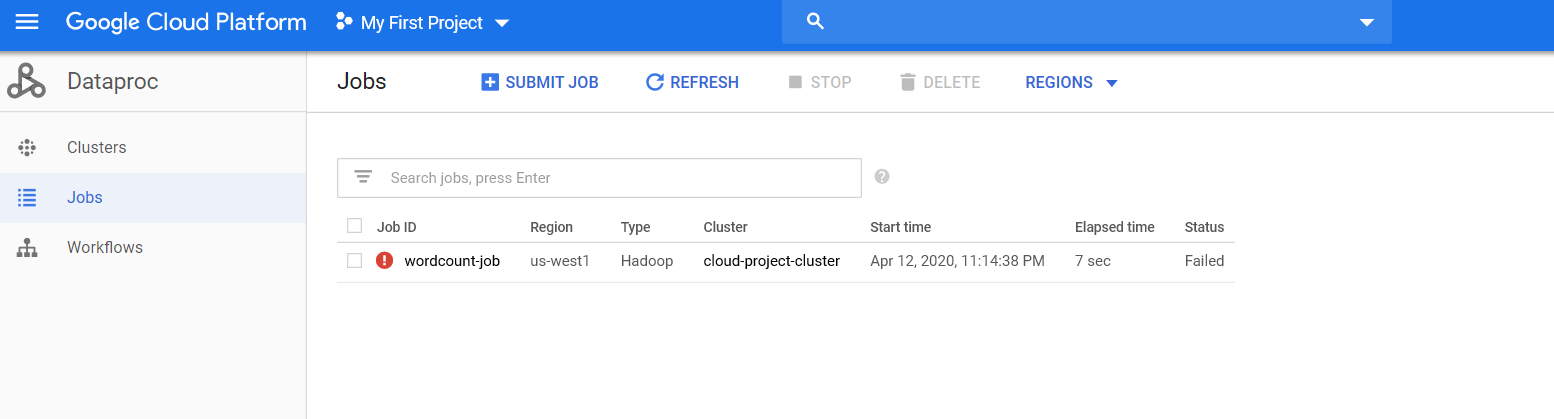 Google Cloud Platform My First Project
Dataproc Jobs SUBMIT JOB REFRESH STOP DELETE REGIONS
Clusters
Jobs
Workflows
Search jobs, press Enter
Job ID Region Type Cluster Start time Elapsed time Status
wordcount-job us-west1 Hadoop cloud-project-cluster Apr 12, 2020, 11:14:38 PM 7 sec Failed